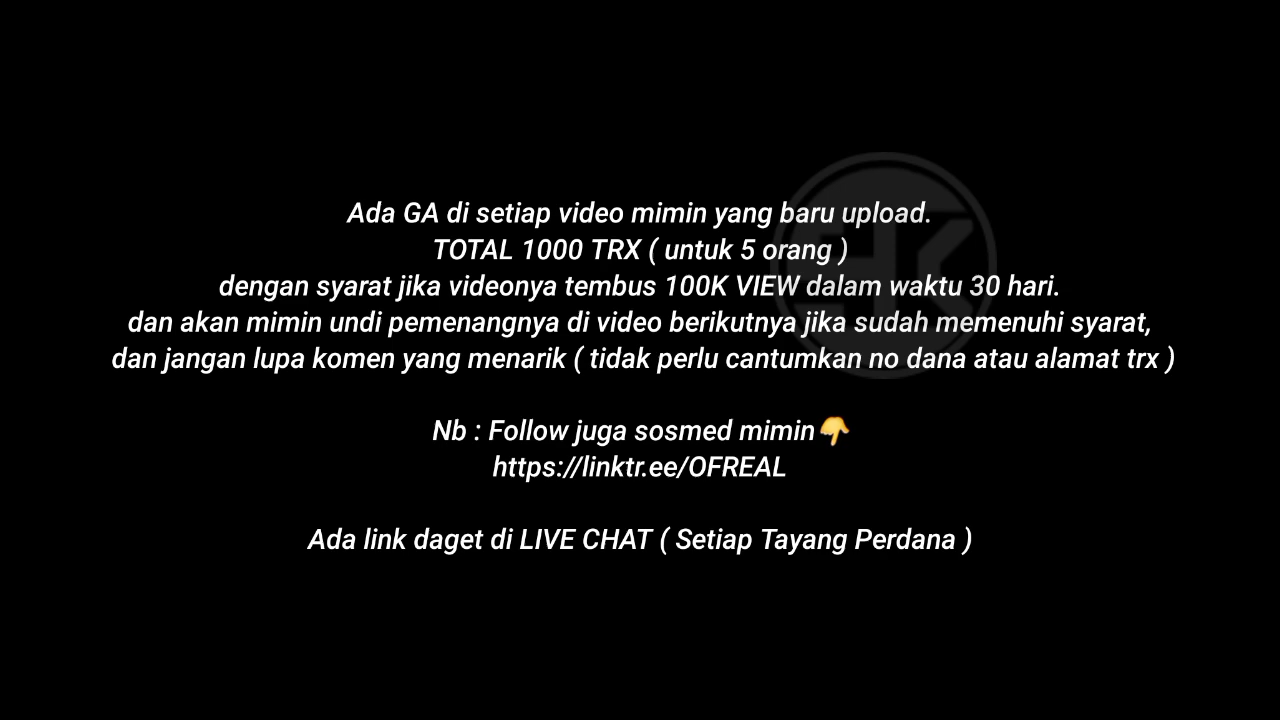 Ada GA di setiap video mimin yang baru upload.
TOTAL 1000 TRX ( untuk 5 orang )
dengan syarat jika videonya tembus 100K VIEW dalam waktu 30 hari.
dan akan mimin undi pemenangnya di video berikutnya jika sudah memenuhi syarat,
dan jangan lupa komen yang menarik ( tidak perlu cantumkan no dana atau alamat trx )
Nb : Follow juga sosmed mimin👇
https://linktr.ee/OFREAL
Ada link daget di LIVE CHAT ( Setiap Tayang Perdana )